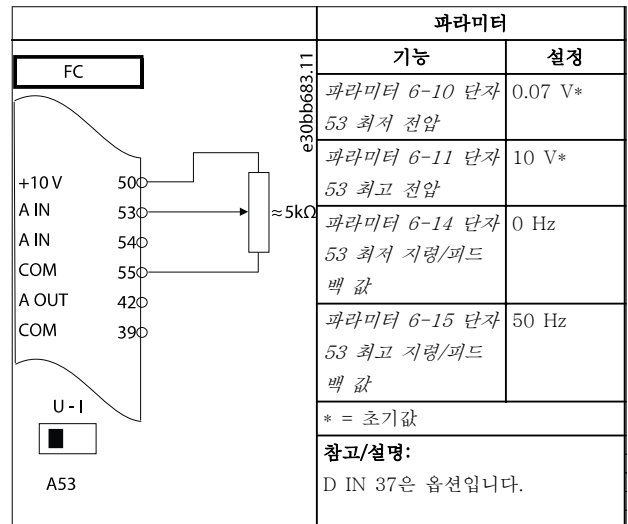 파라미터
기능 설정
파라미터 6-10 단자 0.07 V*
53 최저 전압
파라미터 6-11 단자 10 V*
53 최고 전압
파라미터 6-14 단자 0 Hz
53 최저 지령/피드
백 값
파라미터 6-15 단자 50 Hz
53 최고 지령/피드
백 값
* = 초기값
참고/설명:
D IN 37은 옵션입니다.
FC
e30bb683.11
+10 V 50
A IN 53
≈5kΩ
A IN 54
COM 55
A OUT 42
COM 39
U - I
A53